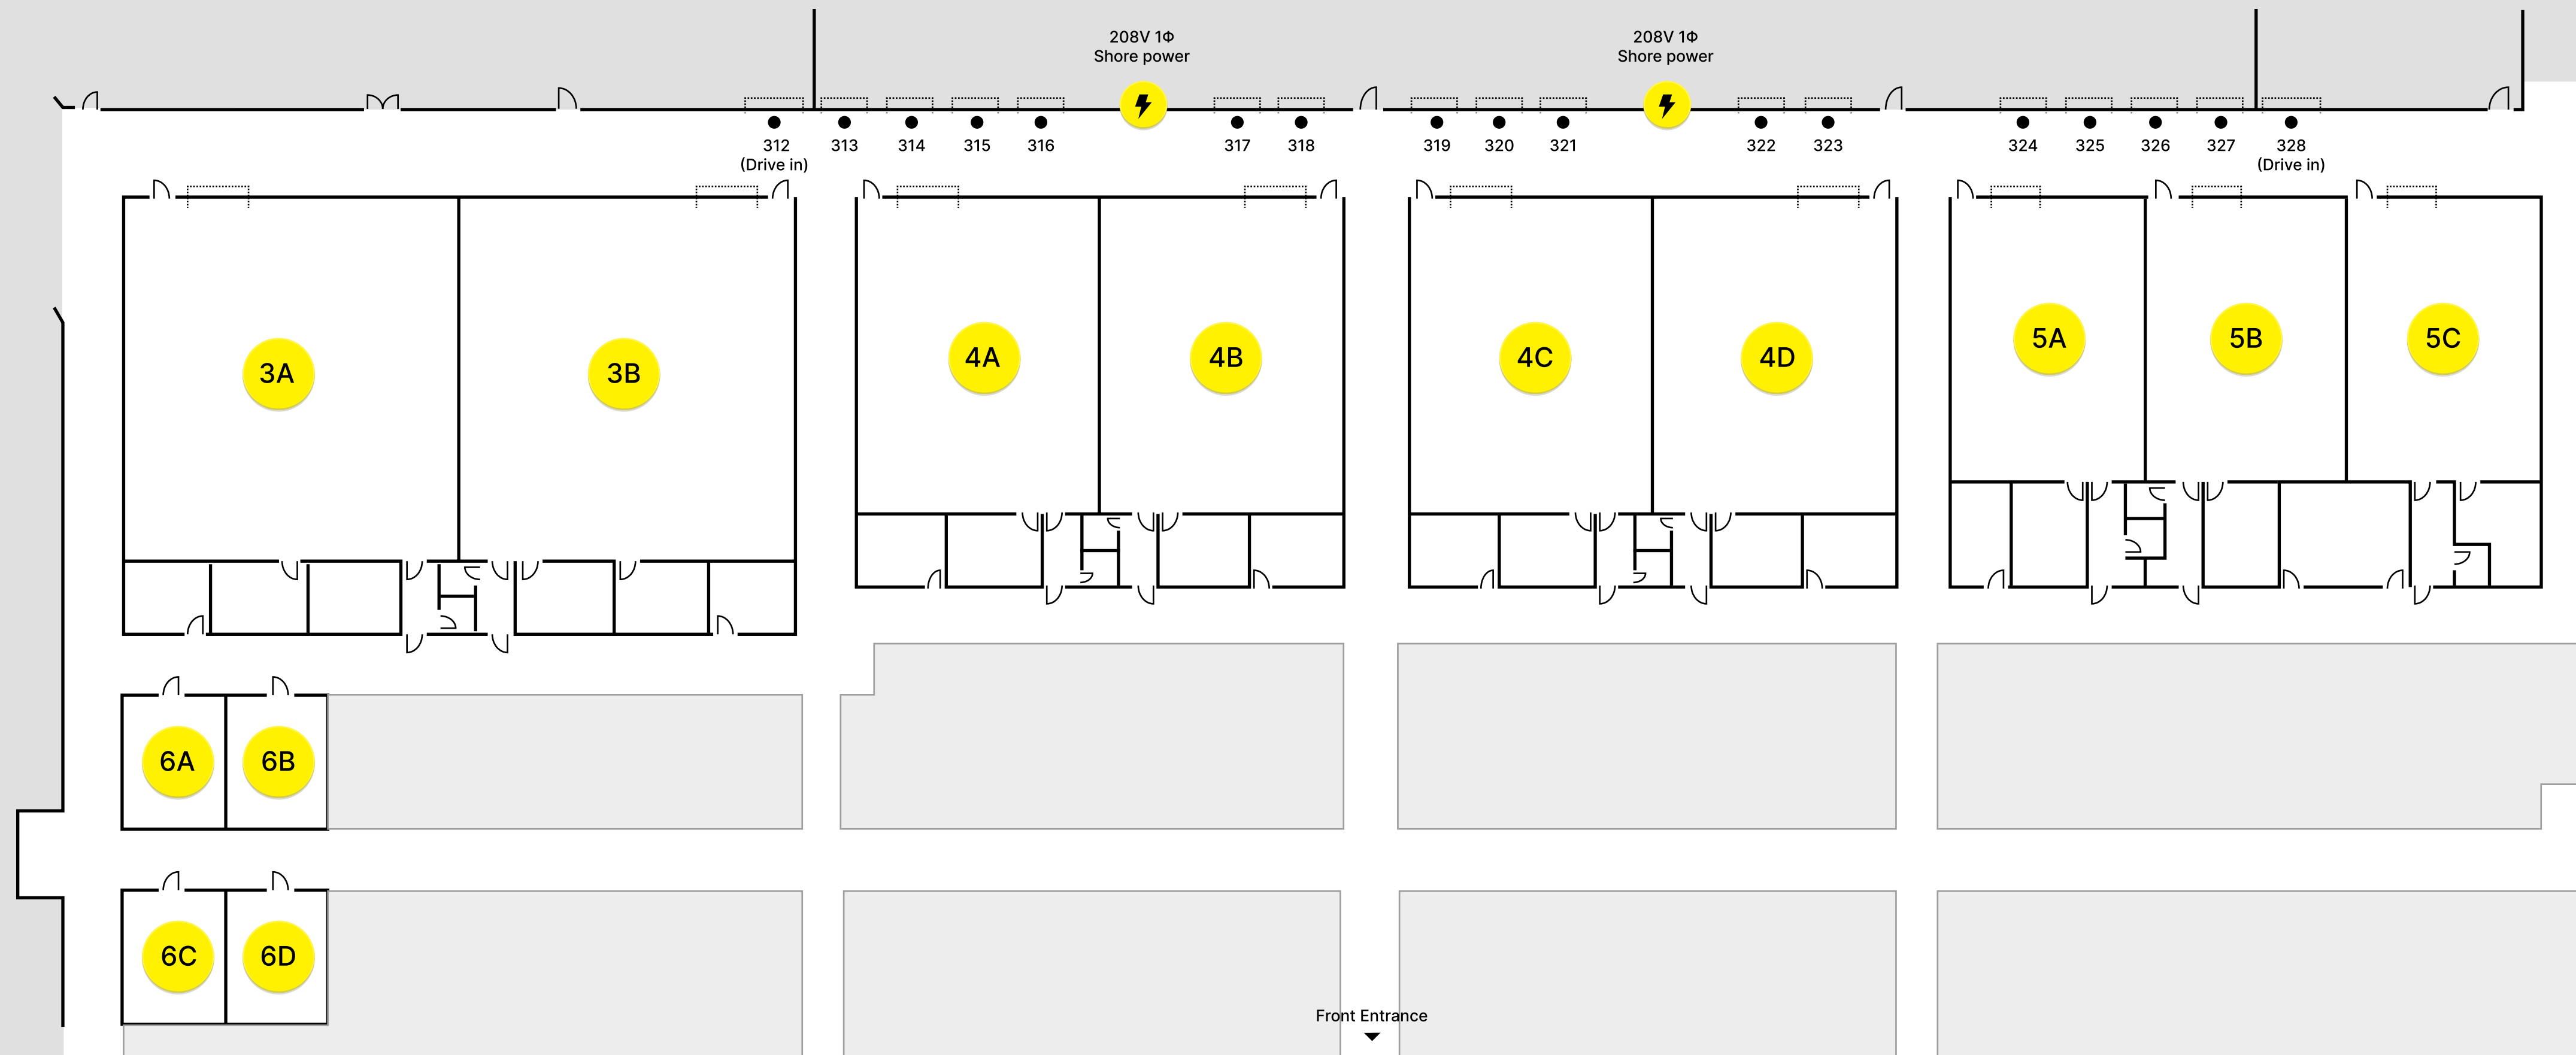 208V 1Φ
Shore power
208V 1Φ
Shore power
312
(Drive in)
313
314
315
316
317
318
319
320
321
322
323
324
325
326
327
328
(Drive in)
3A
3B
4A
4B
4C
4D
5A
5B
5C
6A
6B
6C
6D
Front Entrance